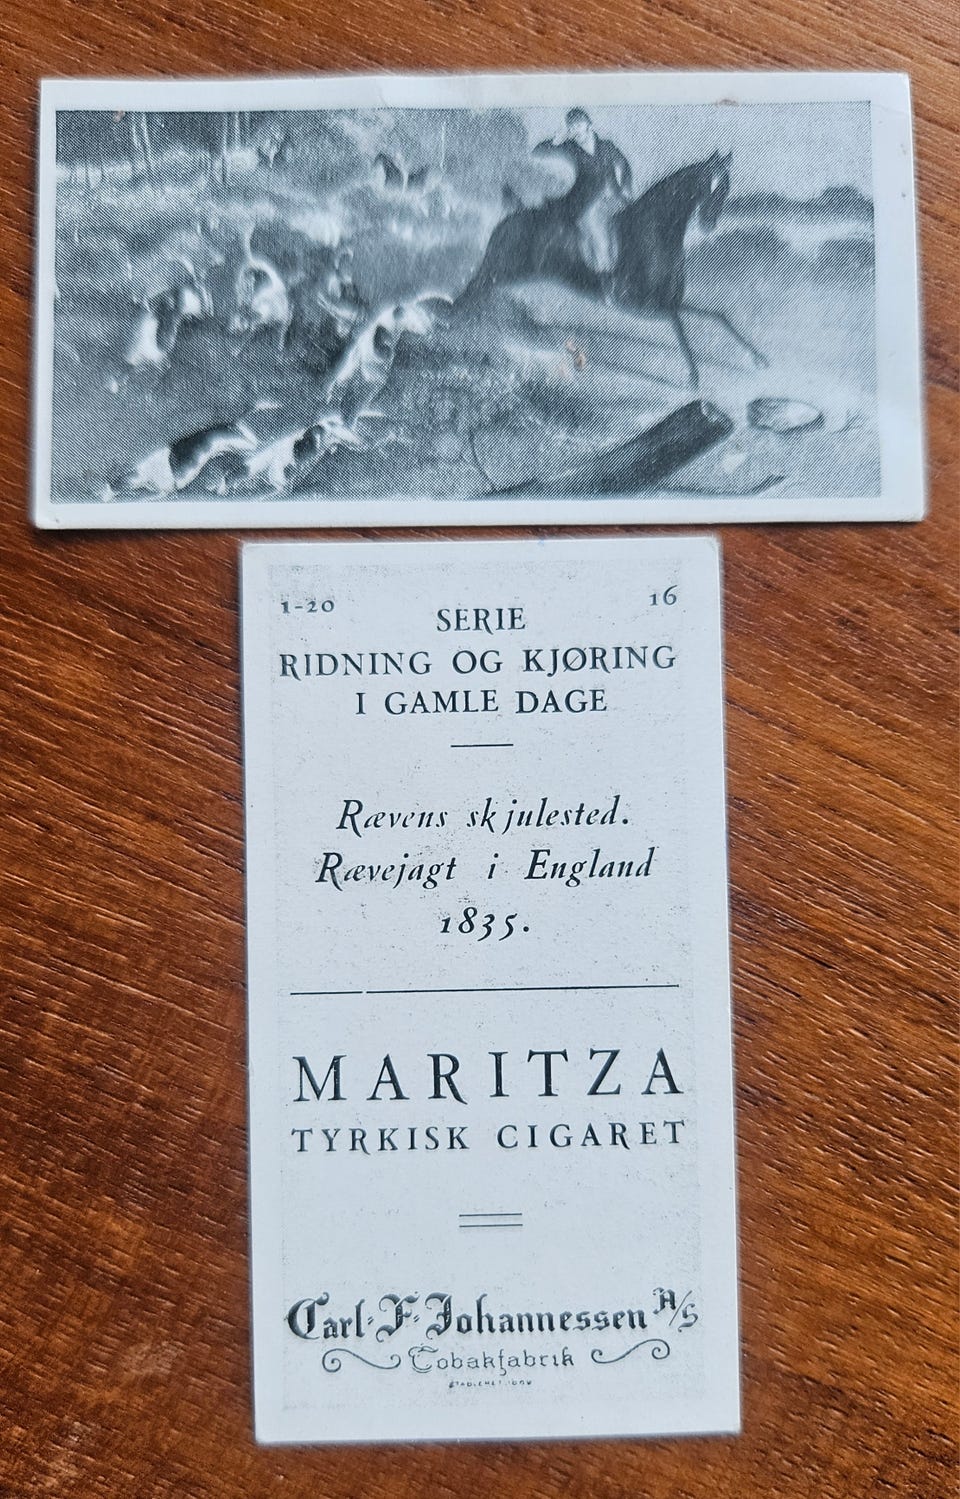 1-20
16
SERIE
RIDNING OG KJØRING
I GAMLE DAGE
Rævens skjulested.
Rævejagt i England
1835.
MARITZA
TYRKISK CIGARET
Carl-F-Johannessen A/S
Tobakfabrik